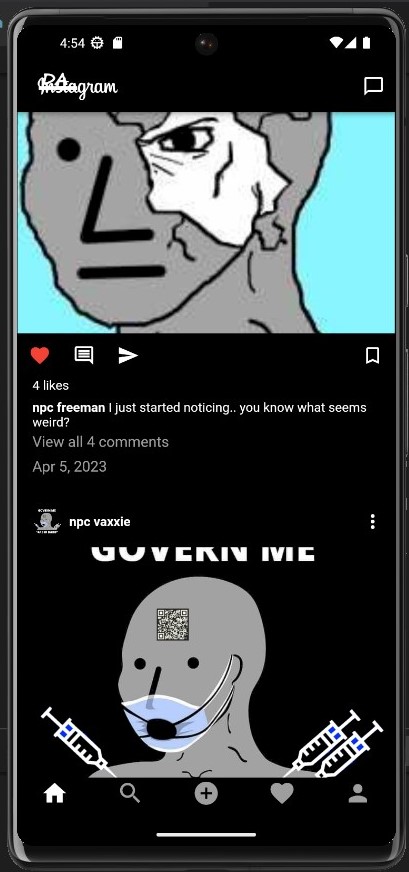 4:54
Instagram
4 likes
npc freeman I just started noticing.. you know what seems
weird?
View all 4 comments
Apr 5, 2023
npc vaxxie
GOVERN ME